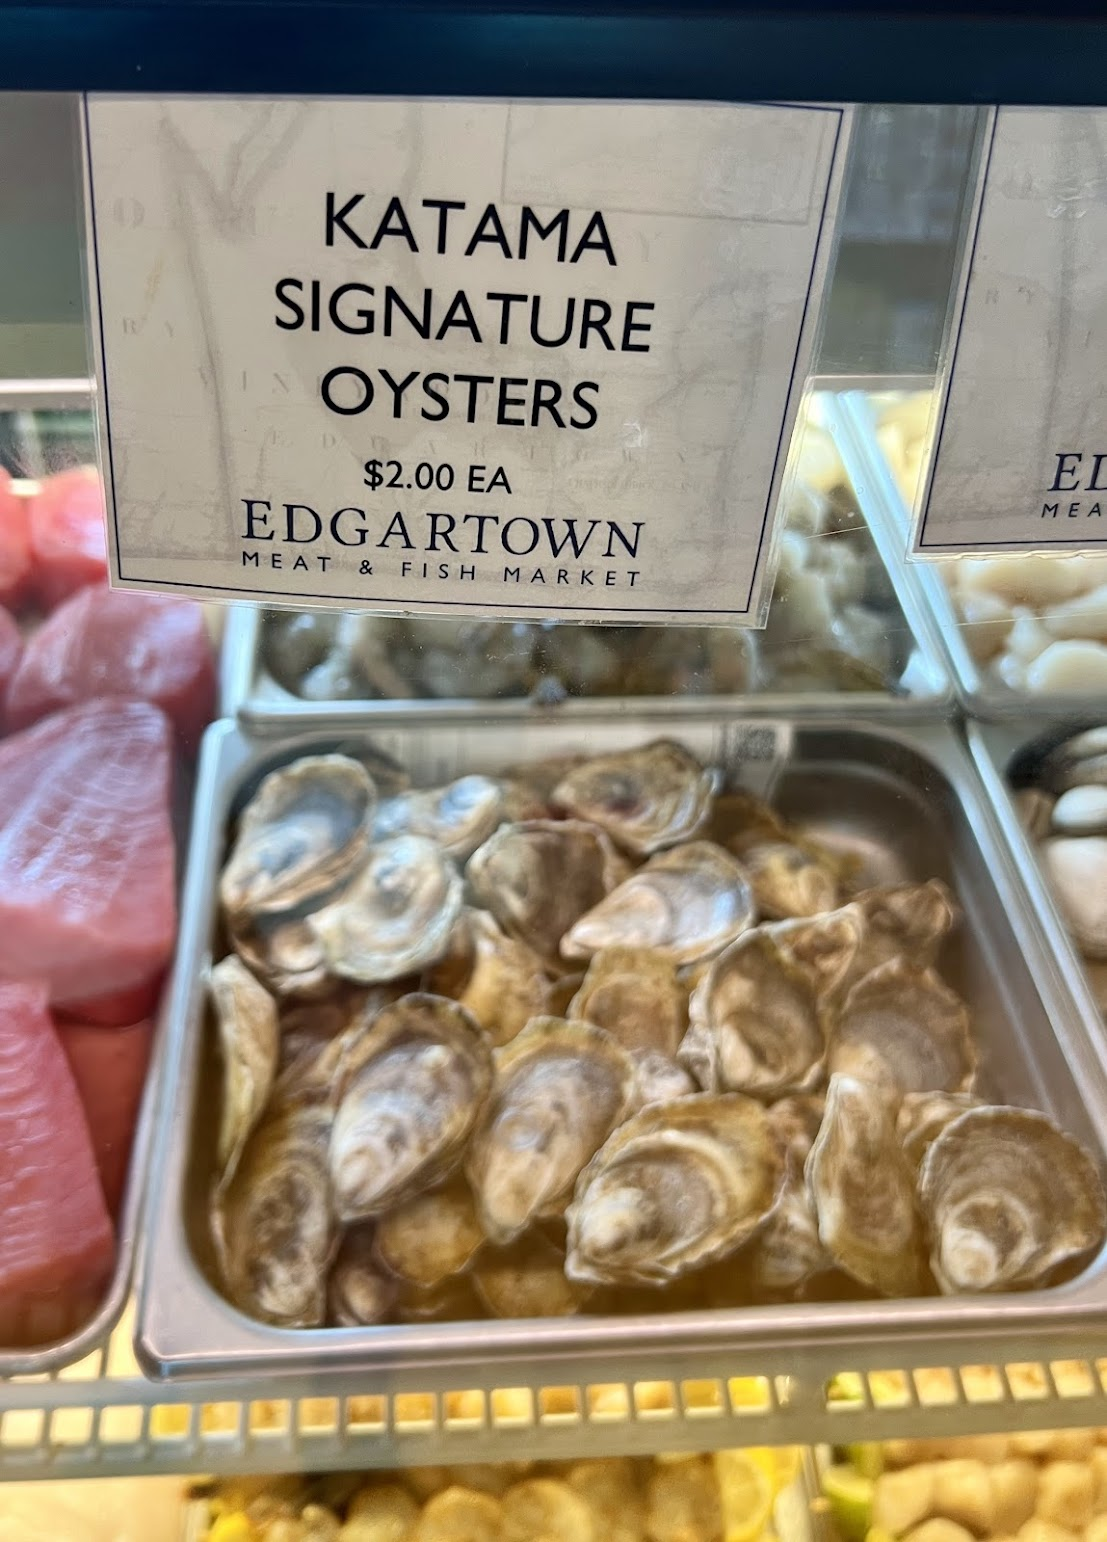 KATAMA
SIGNATURE
OYSTERS
$2.00 EA
EDGARTOWN
MEAT & FISH MARKET